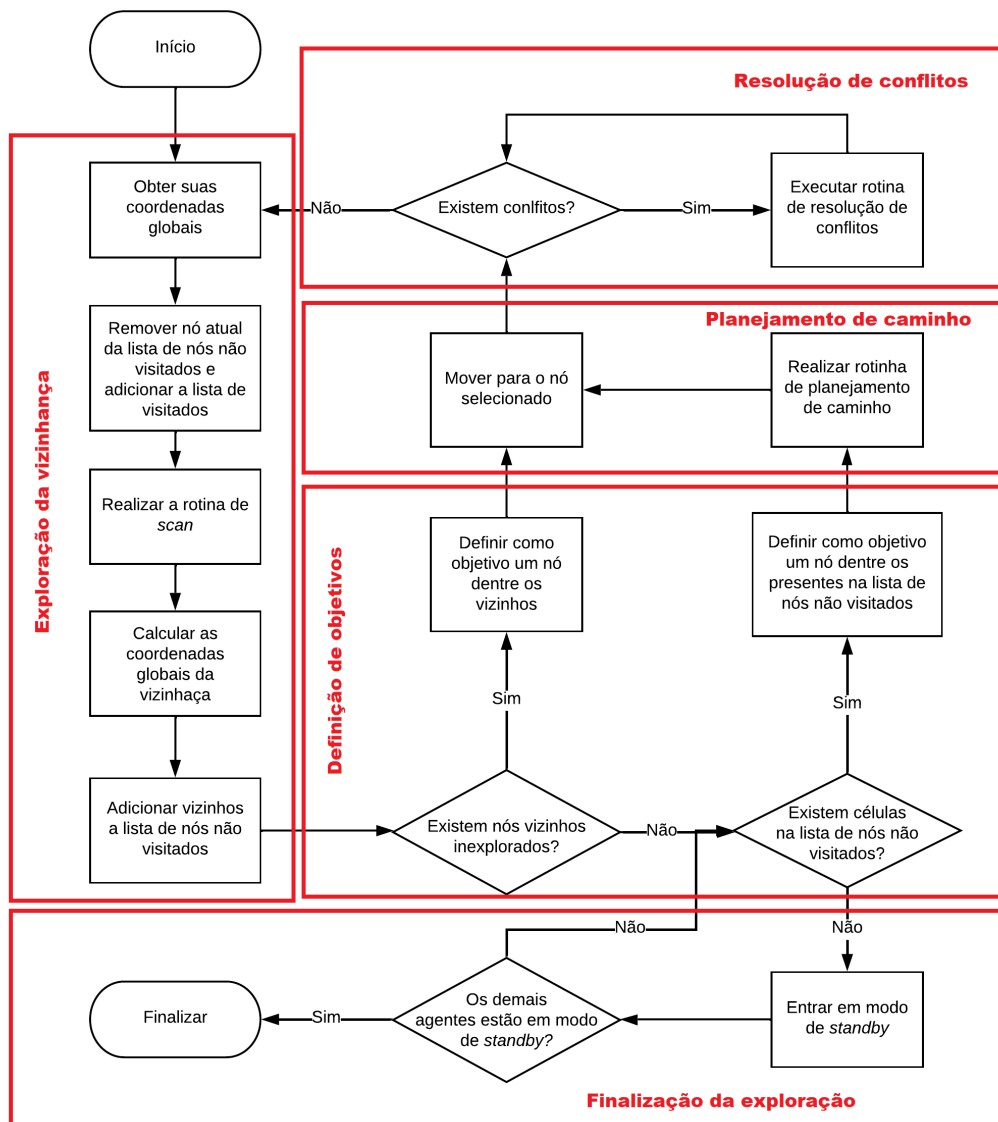 Início
Resolução de conflitos
Obter suas
coordenadas
globais
Não
Existem conlfitos?
Sim
Executar rotina
de resolução de
conflitos
Exploração da vizinhança
Remover nó atual
da lista de nós não
visitados e
adicionar a lista de
visitados
Planejamento de caminho
Mover para o nó
selecionado
Realizar rotinha
de planejamento
de caminho
Realizar a rotina de
scan
Definição de objetivos
Definir como
objetivo um nó
dentre os
vizinhos
Definir como objetivo
um nó dentre os
presentes na lista de
nós não visitados
Calcular as
coordenadas
globais da
vizinhaça
Sim
Sim
Adicionar vizinhos
a lista de nós não
visitados
Existem nós vizinhos
inexplorados?
Não
Existem células
na lista de nós não
visitados?
Não
Não
Finalizar
Sim
Os demais
agentes estão em modo
de standby?
Entrar em modo
de standby
Finalização da exploração